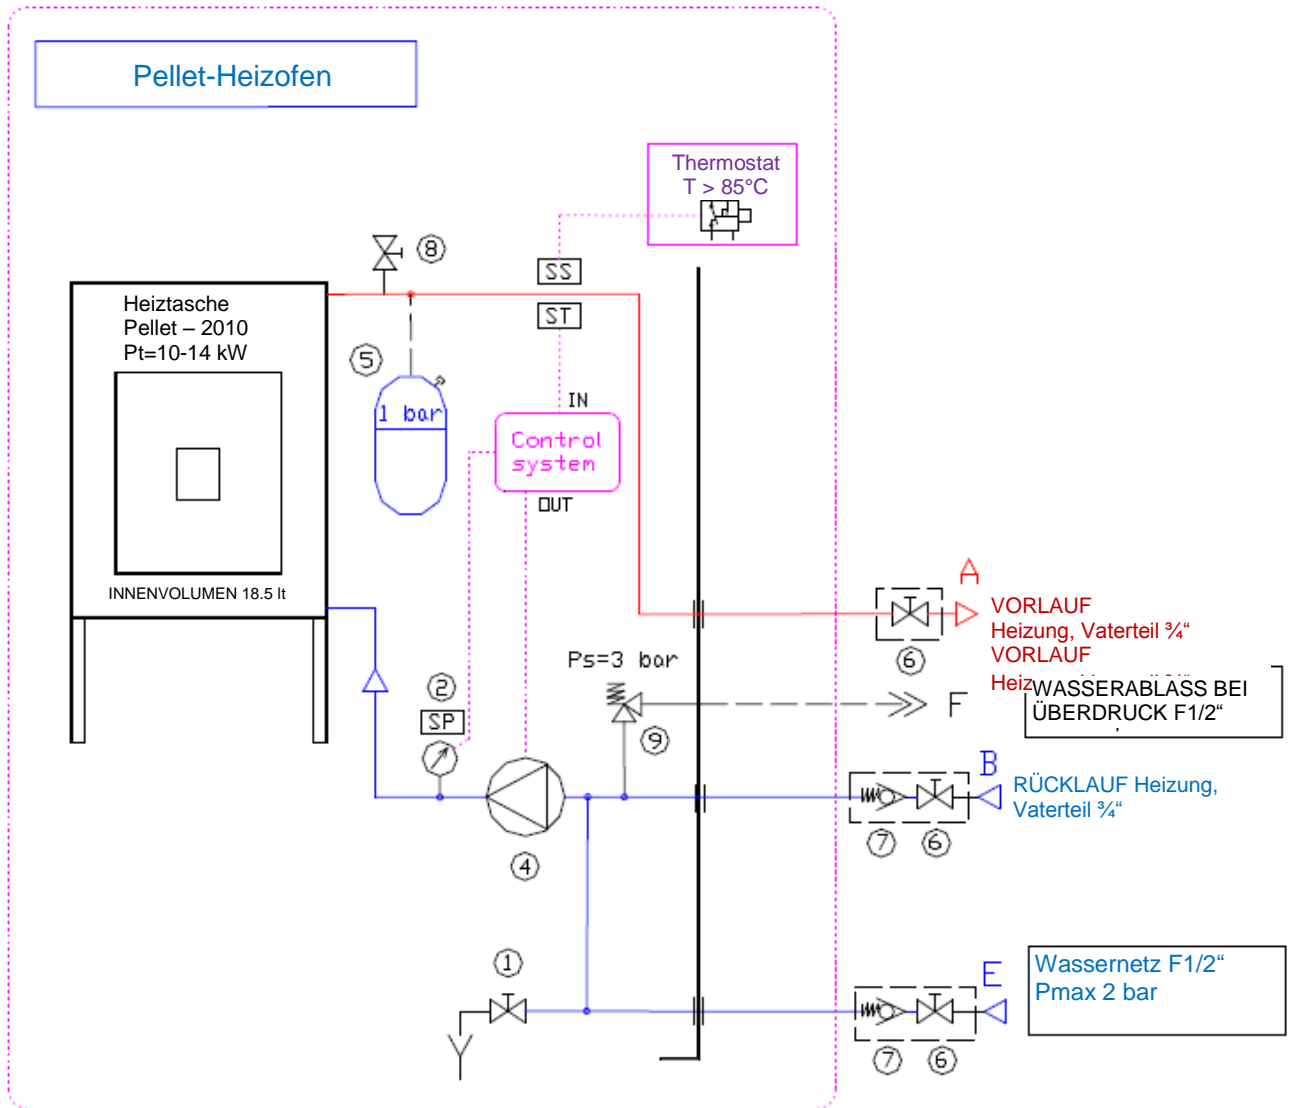 Pellet-Heizofen
Thermostat
T > 85°C
8
SS
Heiztasche
Pellet – 2010
Pt=10-14 kW
ST
5
IN
1 bar
Control
system
OUT
INNENVOLUMEN 18.5 lt
A
VORLAUF
Heizung, Vaterteil ¾“
VORLAUF
Heiz
6
Ps=3 bar
2
SP
9
F
WASSERABLASS BEI
ÜBERDRUCK F1/2“
B
RÜCKLAUF Heizung,
Vaterteil ¾“
7
6
4
1
E
Wassernetz F1/2“
Pmax 2 bar
7
6